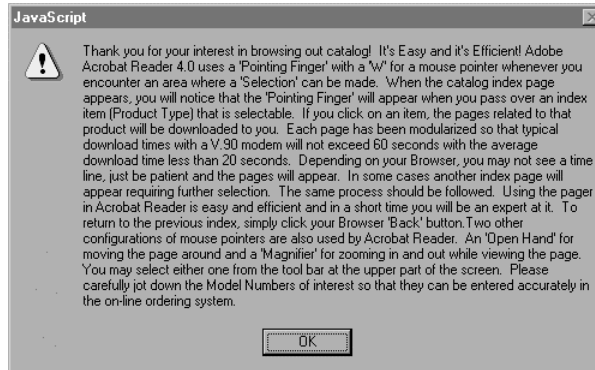 JavaScript
Thank you for your interest in browsing out catalog!  It's Easy and it's Efficient! Adobe
Acrobat Reader 4.0 uses a 'Pointing Finger' with a 'W' for a mouse pointer whenever you
encounter an area where a 'Selection' can be made.  When the catalog index page
appears, you will notice that the 'Pointing Finger' will appear when you pass over an index
item (Product Type) that is selectable.  If you click on an item, the pages related to that
product will be downloaded to you.  Each page has been modularized so that typical
download times with a V.90 modem will not exceed 60 seconds with the average
download time less than 20 seconds.  Depending on your Browser, you may not see a time
line, just be patient and the pages will appear.  In some cases another index page will
appear requiring further selection.  The same process should be followed.  Using the pager
in Acrobat Reader is easy and efficient and in a short time you will be an expert at it.  To
return to the previous index, simply click your Browser 'Back' button.Two other
configurations of mouse pointers are also used by Acrobat Reader.  An 'Open Hand' for
moving the page around and a 'Magnifier' for zooming in and out while viewing the page.
You may select either one from the tool bar at the upper part of the screen.  Please
carefully jot down the Model Numbers of interest so that they can be entered accurately in
the on-line ordering system.
OK